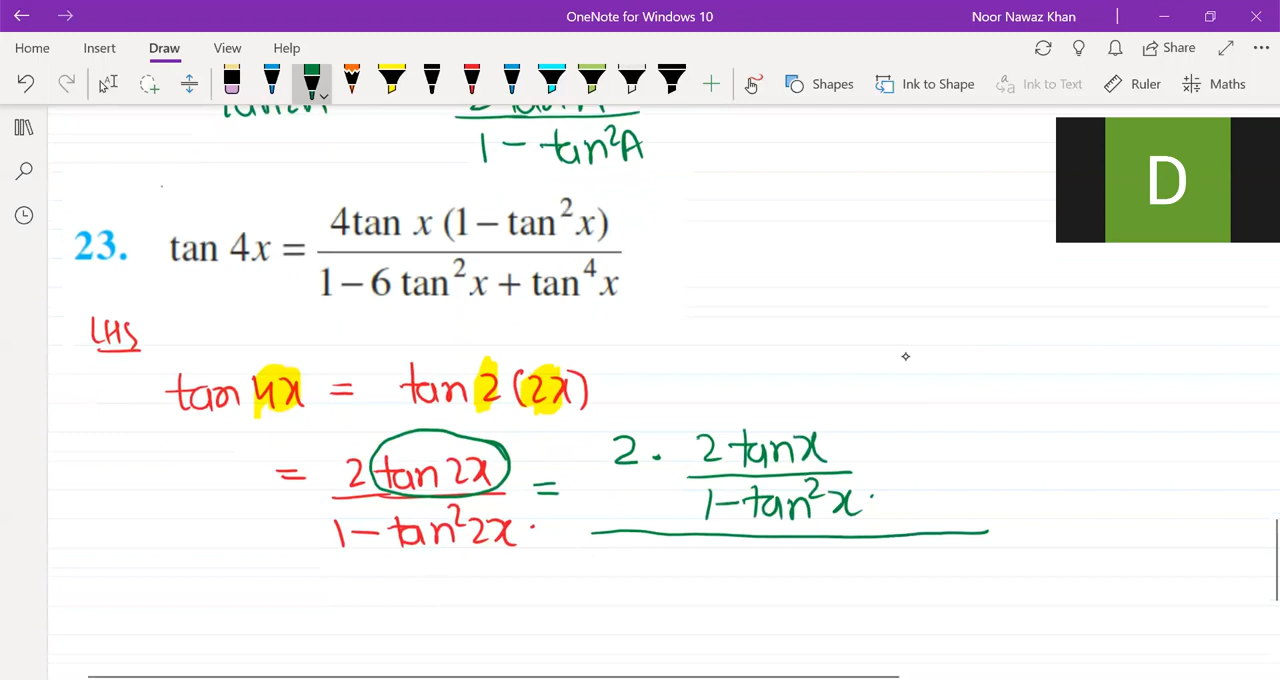 OneNote for Windows 10
Noor Nawaz Khan
Home Insert Draw View Help
Share
Shapes Ink to Shape Ink to Text Ruler Maths
1 - tan²A
D
23. tan 4x = 4tan x (1 – tan²x) / 1 – 6 tan²x + tan⁴x
LHS
tan 4x = tan 2 (2x)
= 2 tan 2x / 1 - tan²2x . = 2 . 2 tan x / 1 - tan²x .